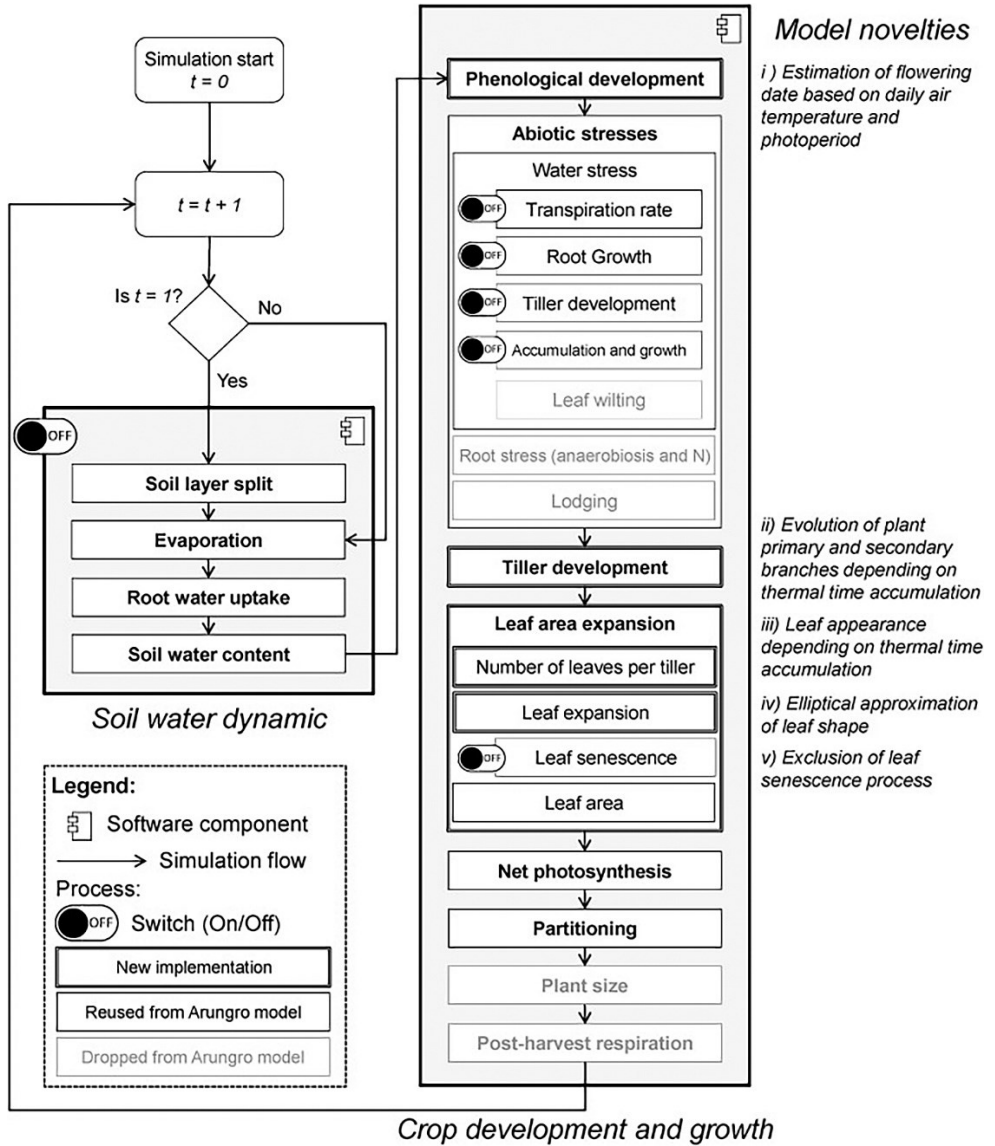 Simulation start
t = 0
t = t + 1
Is t = 1?
No
Yes
OFF
Soil layer split
Evaporation
Root water uptake
Soil water content
Soil water dynamic
Legend:
Software component
Simulation flow
Process:
OFF
Switch (On/Off)
New implementation
Reused from Arungro model
Dropped from Arungro model
Phenological development
Abiotic stresses
Water stress
OFF
Transpiration rate
OFF
Root Growth
OFF
Tiller development
OFF
Accumulation and growth
Leaf wilting
Root stress (anaerobiosis and N)
Lodging
Tiller development
Leaf area expansion
Number of leaves per tiller
Leaf expansion
OFF
Leaf senescence
Leaf area
Net photosynthesis
Partitioning
Plant size
Post-harvest respiration
Crop development and growth
Model novelties
i ) Estimation of flowering
date based on daily air
temperature and
photoperiod
ii) Evolution of plant
primary and secondary
branches depending on
thermal time accumulation
iii) Leaf appearance
depending on thermal time
accumulation
iv) Elliptical approximation
of leaf shape
v) Exclusion of leaf
senescence process